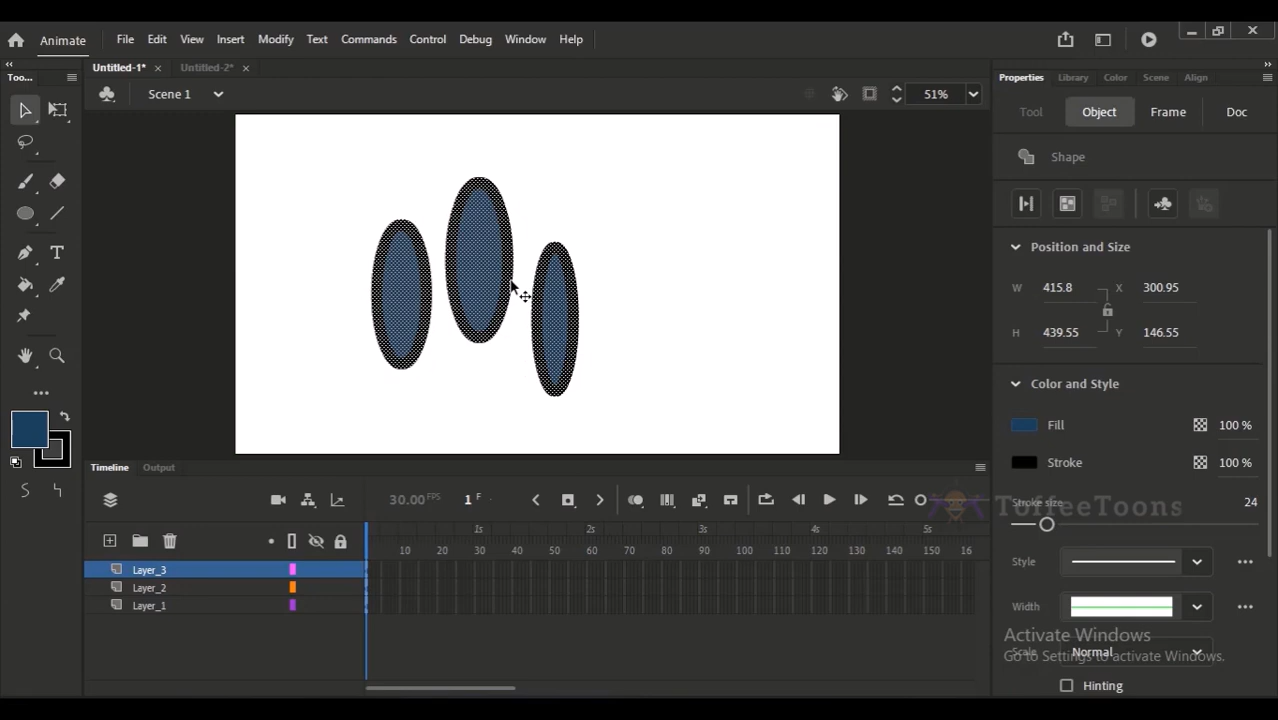 Animate File Edit View Insert Modify Text Commands Control Debug Window Help
Untitled-1* × Untitled-2* ×
Too...
Properties Library Color Scene Align
Scene 1 51%
Tool Object Frame Doc
Shape
Position and Size
W 415.8 X 300.95
H 439.55 Y 146.55
Color and Style
Fill 100 %
Stroke 100 %
Stroke size 24
ToffeeToons
Style
Width
Scale Normal
Hinting
Activate Windows
Go to Settings to activate Windows.
Timeline Output
30.00 FPS 1 F
1s 2s 3s 4s 5s
10 20 30 40 50 60 70 80 90 100 110 120 130 140 150 16
Layer_3
Layer_2
Layer_1